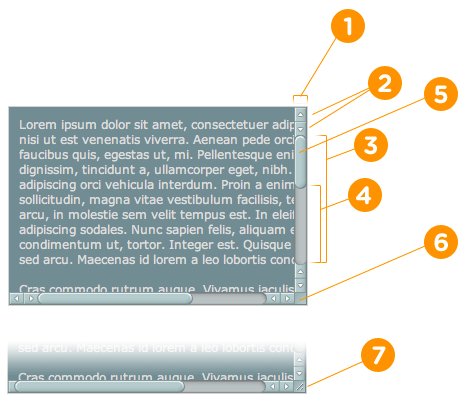 1
2
Lorem ipsum dolor sit amet, consectetuer adip
nisi ut est venenatis viverra. Aenean pede orci
faucibus quis, egestas ut, mi. Pellentesque eni
dignissim, tincidunt a, ullamcorper eget, nibh.
adipiscing orci vehicula interdum. Proin a enim
sollicitudin, magna vitae vestibulum facilisis, te
arcu, in molestie sem velit tempus est. In eleif
adipiscing sodales. Nunc sapien felis, aliquam e
condimentum ut, tortor. Integer est. Quisque
sed arcu. Maecenas id lorem a leo lobortis cond
Cras commodo rutrum augue. Vivamus iaculis
5
3
4
6
sed arcu. Maecenas id lorem a leo lobortis cond
Cras commodo rutrum augue. Vivamus iaculis
7